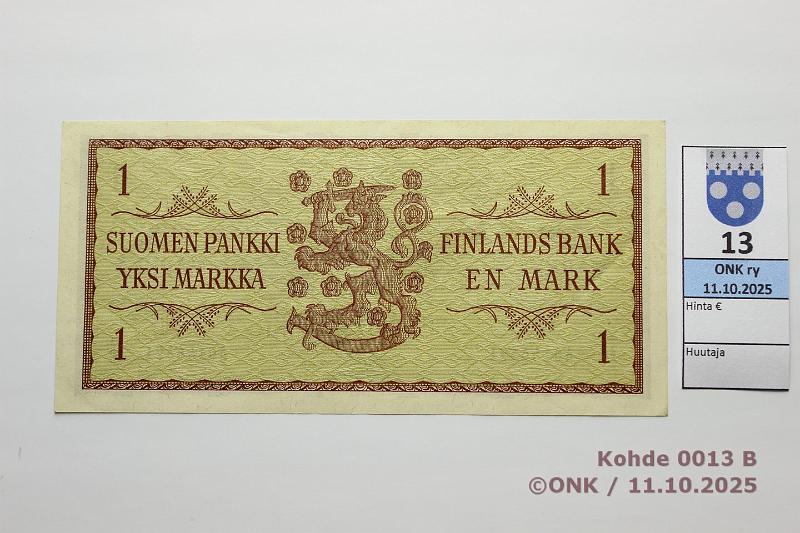 1
1
SUOMEN PANKKI
YKSI MARKKA
FINLANDS BANK
EN MARK
1
1
13
ONK ry
11.10.2025
Hinta €
Huutaja
Kohde 0013 B
©ONK / 11.10.2025